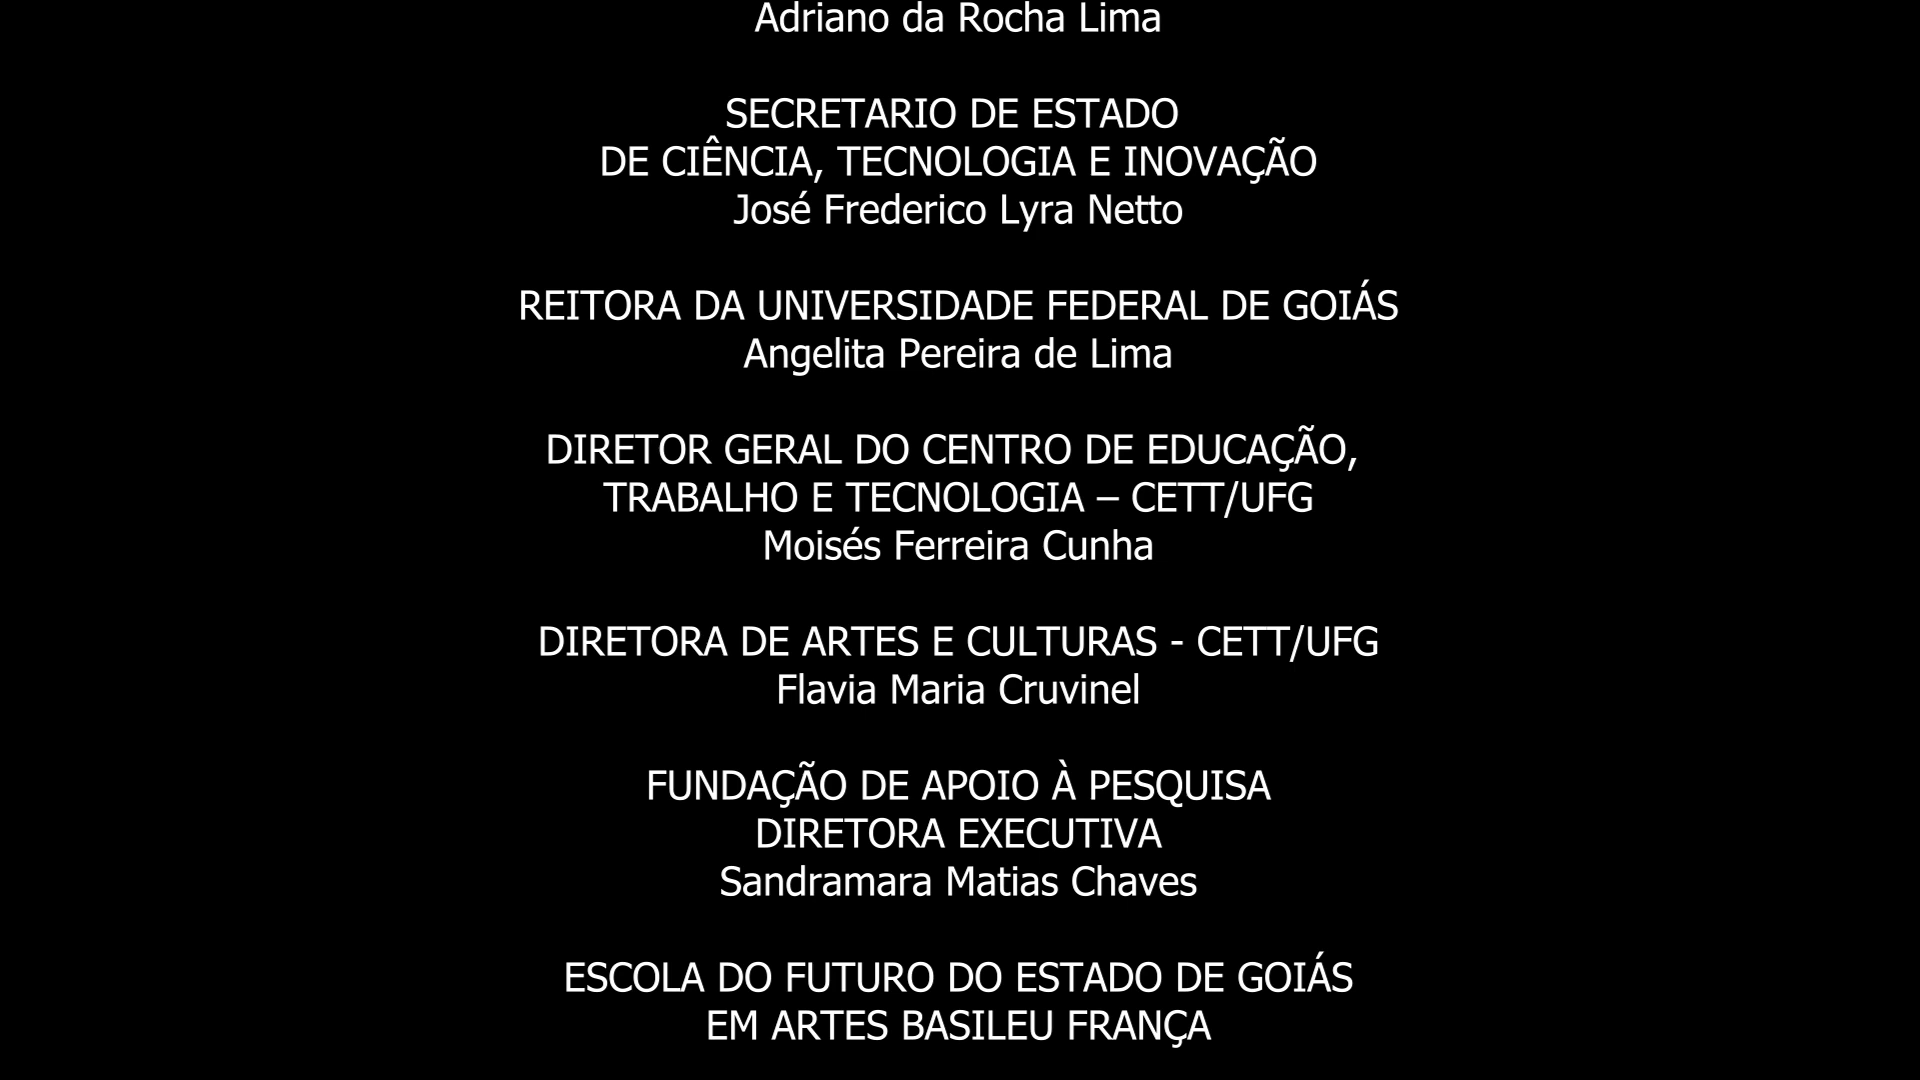 Adriano da Rocha Lima
SECRETARIO DE ESTADO
DE CIÊNCIA, TECNOLOGIA E INOVAÇÃO
José Frederico Lyra Netto
REITORA DA UNIVERSIDADE FEDERAL DE GOIÁS
Angelita Pereira de Lima
DIRETOR GERAL DO CENTRO DE EDUCAÇÃO,
TRABALHO E TECNOLOGIA – CETT/UFG
Moisés Ferreira Cunha
DIRETORA DE ARTES E CULTURAS - CETT/UFG
Flavia Maria Cruvinel
FUNDAÇÃO DE APOIO À PESQUISA
DIRETORA EXECUTIVA
Sandramara Matias Chaves
ESCOLA DO FUTURO DO ESTADO DE GOIÁS
EM ARTES BASILEU FRANÇA